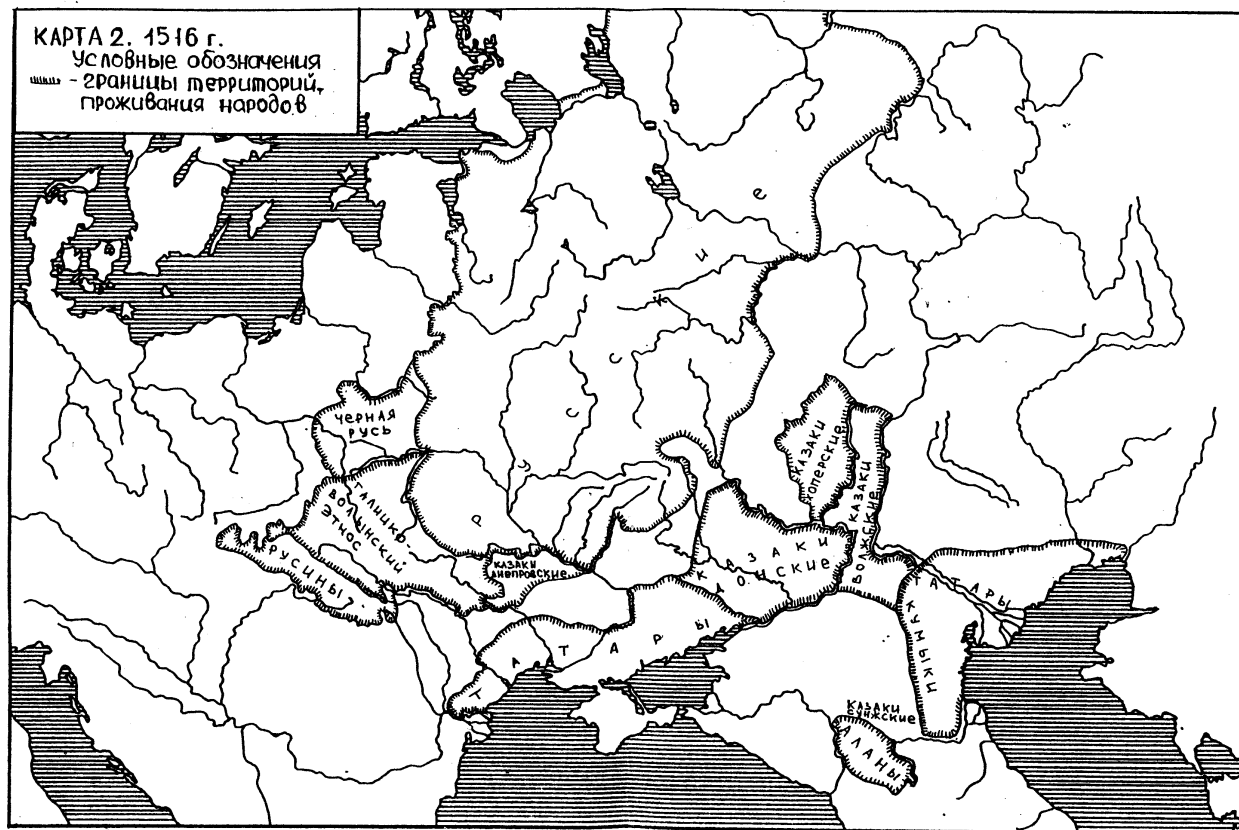 КАРТА 2. 1516 г.
Условные обозначения
- границы территорий,
проживания народов
РУССКИЕ
ЧЕРНАЯ
РУСЬ
ГАЛИЦКО
ВОЛЫНСКИЙ
ЭТНОС
РУСИНЫ
КАЗАКИ
ДНЕПРОВСКИЕ
КАЗАКИ
ДОНСКИЕ
КАЗАКИ
ХОПЕРСКИЕ
КАЗАКИ
ВОЛЖСКИЕ
ТАТАРЫ
ТАТАРЫ
КУМЫКИ
КАЗАКИ
АЛАНЫ